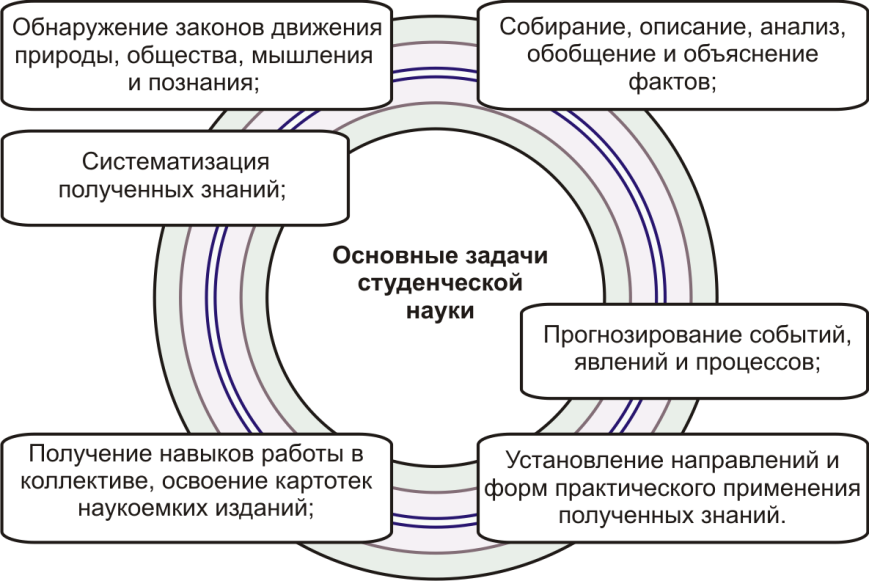 Обнаружение законов движения
природы, общества, мышления
и познания;
Собирание, описание, анализ,
обобщение и объяснение
фактов;
Систематизация
полученных знаний;
Основные задачи
студенческой
науки
Прогнозирование событий,
явлений и процессов;
Получение навыков работы в
коллективе, освоение картотек
наукоемких изданий;
Установление направлений и
форм практического применения
полученных знаний.